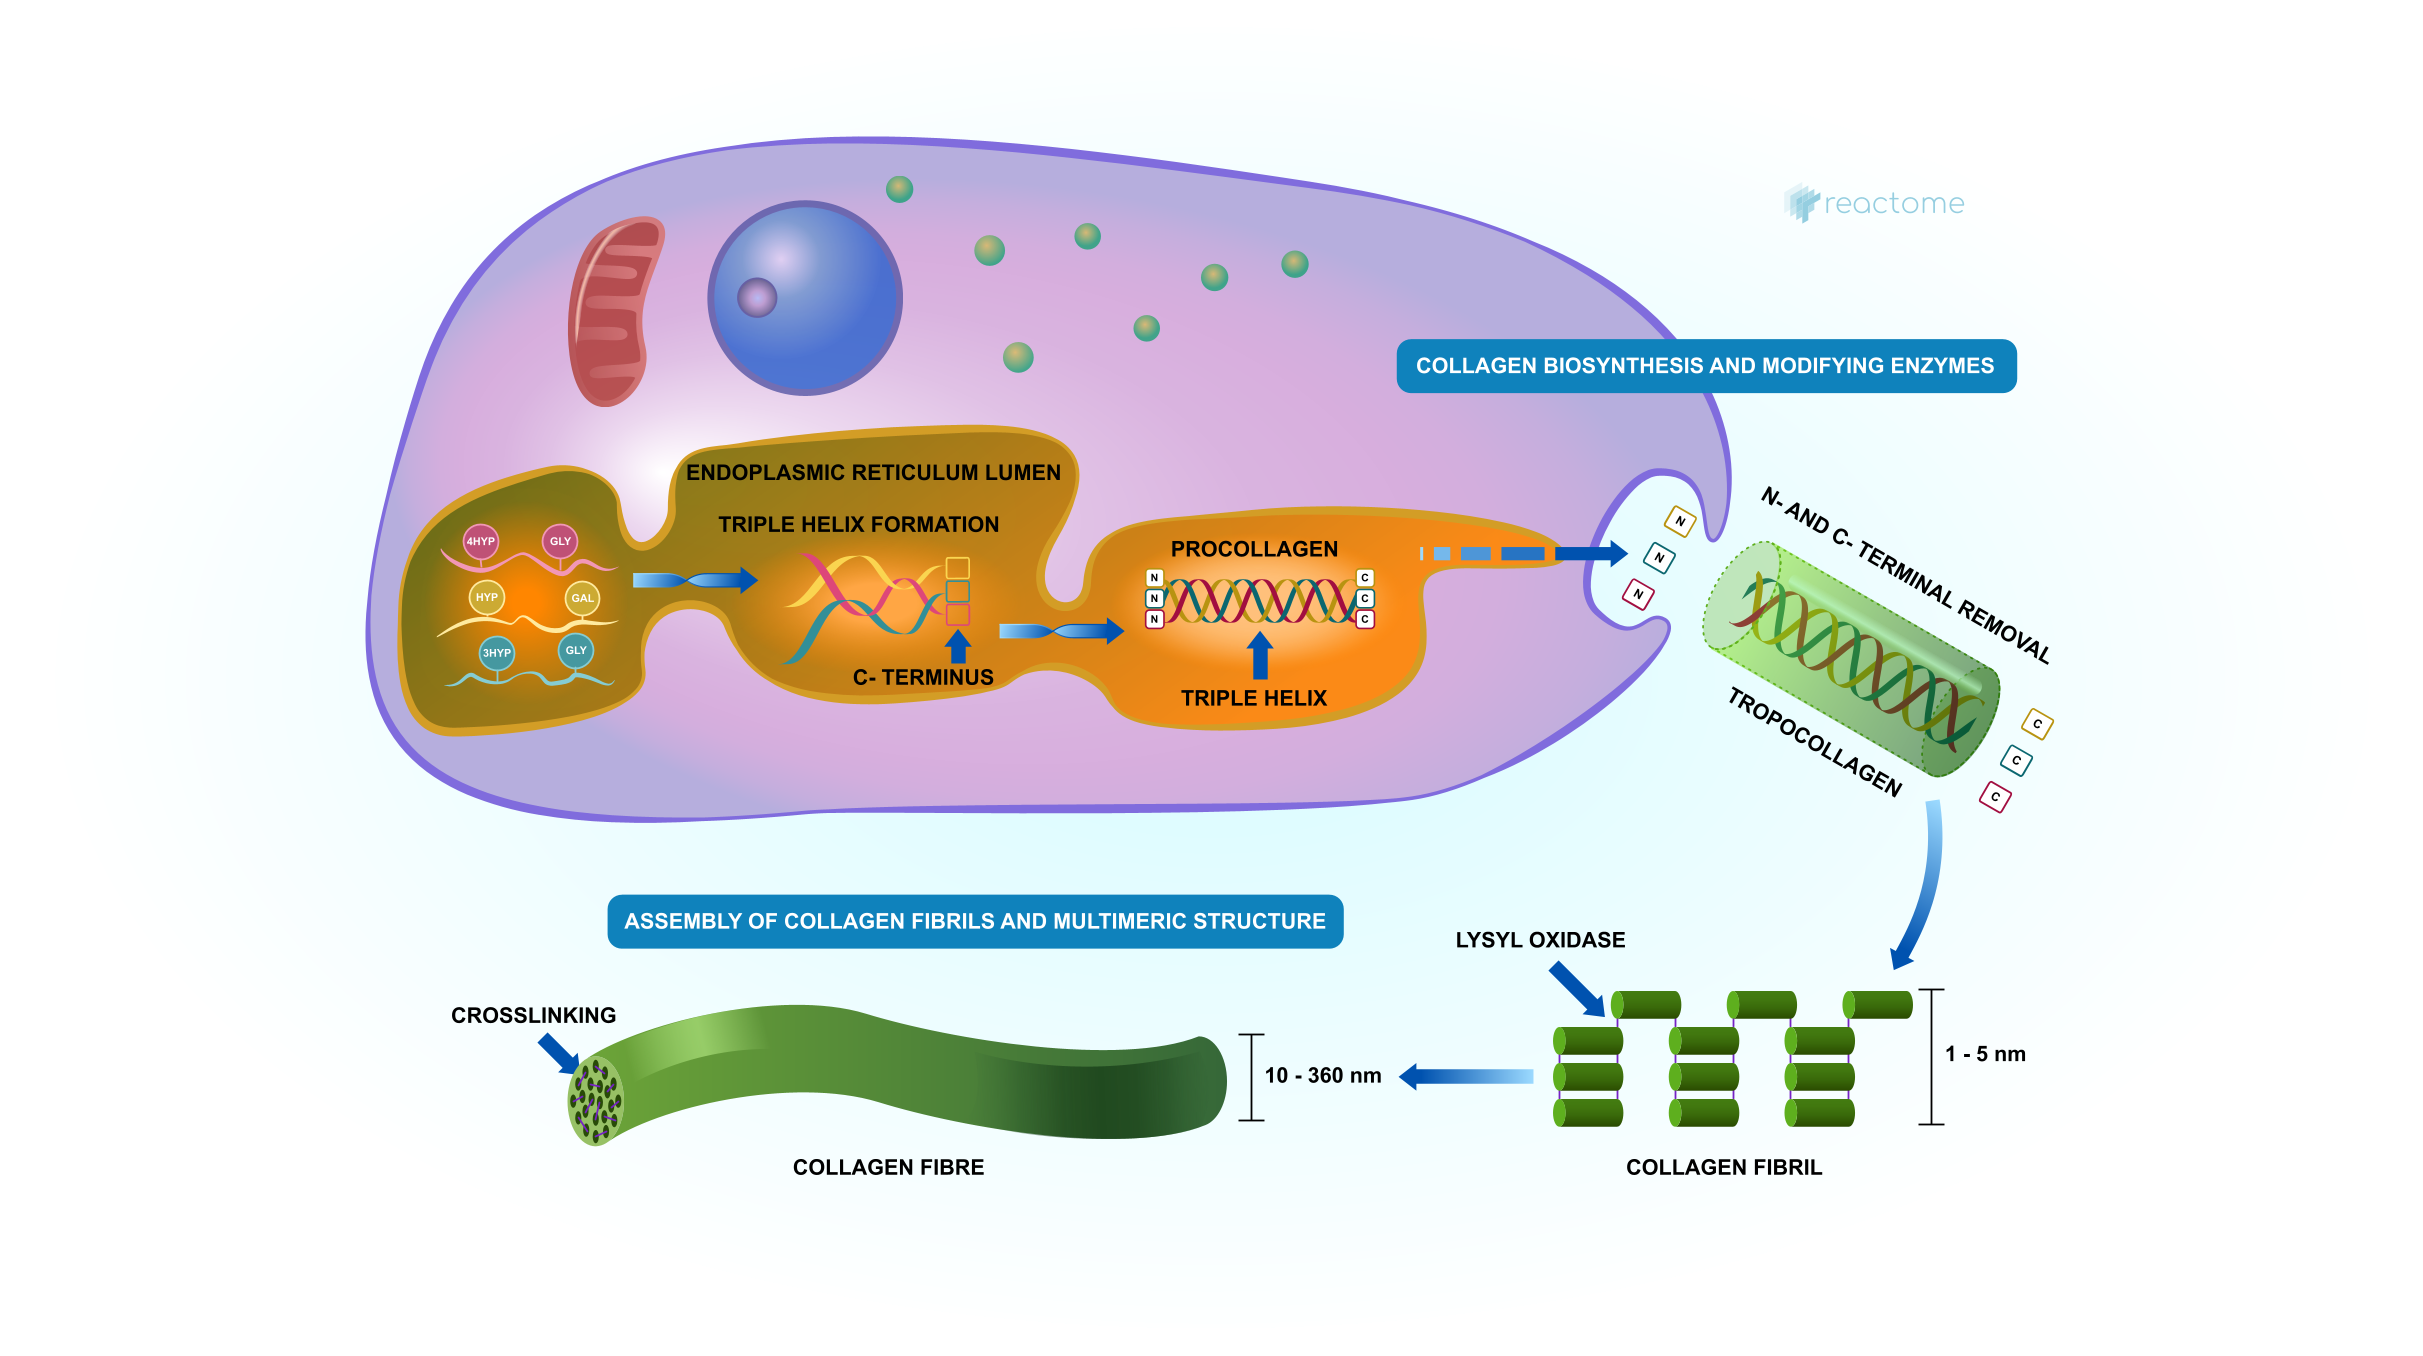 reactome
COLLAGEN BIOSYNTHESIS AND MODIFYING ENZYMES
ENDOPLASMIC RETICULUM LUMEN
TRIPLE HELIX FORMATION
4HYP
GLY
HYP
GAL
3HYP
GLY
C- TERMINUS
PROCOLLAGEN
N
N
N
C
C
C
TRIPLE HELIX
N
N
N
N- AND C- TERMINAL REMOVAL
TROPOCOLLAGEN
C
C
C
ASSEMBLY OF COLLAGEN FIBRILS AND MULTIMERIC STRUCTURE
LYSYL OXIDASE
CROSSLINKING
1 - 5 nm
10 - 360 nm
COLLAGEN FIBRE
COLLAGEN FIBRIL